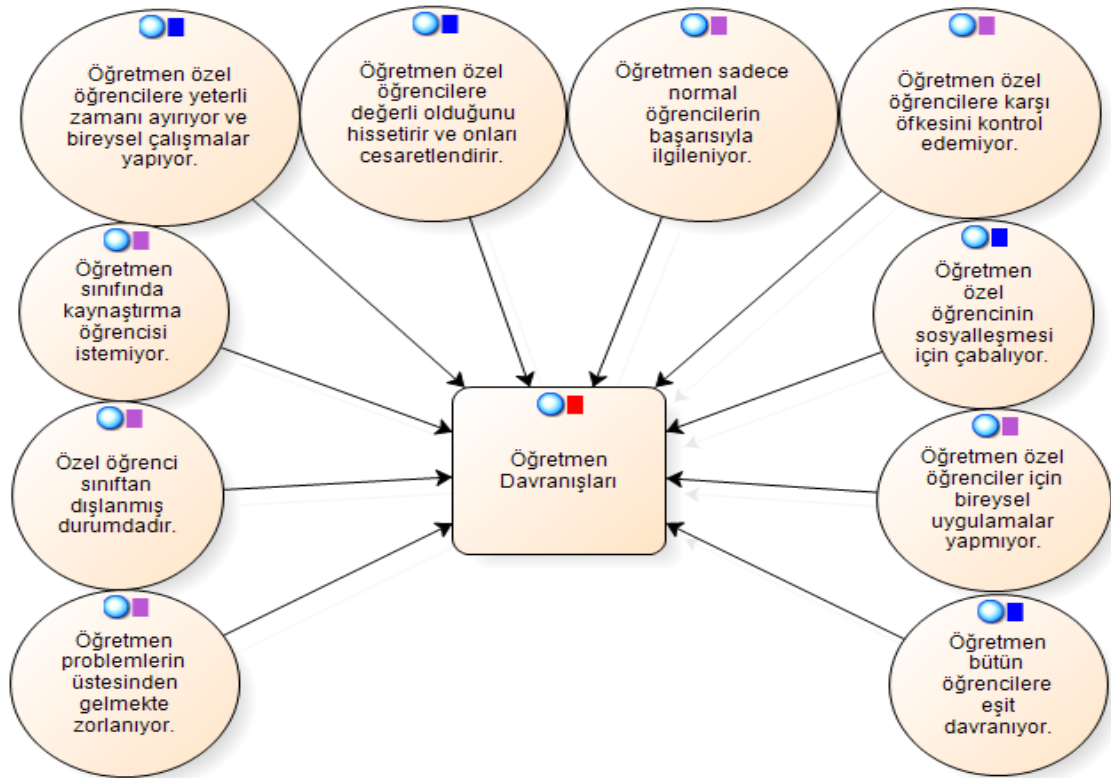 Öğretmen özel
öğrencilere yeterli
zamanı ayırıyor ve
bireysel çalışmalar
yapıyor.
Öğretmen özel
öğrencilere
değerli olduğunu
hissetirir ve onları
cesaretlendirir.
Öğretmen sadece
normal
öğrencilerin
başarısıyla
ilgileniyor.
Öğretmen özel
öğrencilere karşı
öfkesini kontrol
edemiyor.
Öğretmen
sınıfında
kaynaştırma
öğrencisi
istemiyor.
Öğretmen
özel
öğrencinin
sosyalleşmesi
için çabalıyor.
Öğretmen
Davranışları
Özel öğrenci
sınıftan
dışlanmış
durumdadır.
Öğretmen özel
öğrenciler için
bireysel
uygulamalar
yapmıyor.
Öğretmen
problemlerin
üstesinden
gelmekte
zorlanıyor.
Öğretmen
bütün
öğrencilere
eşit
davranıyor.